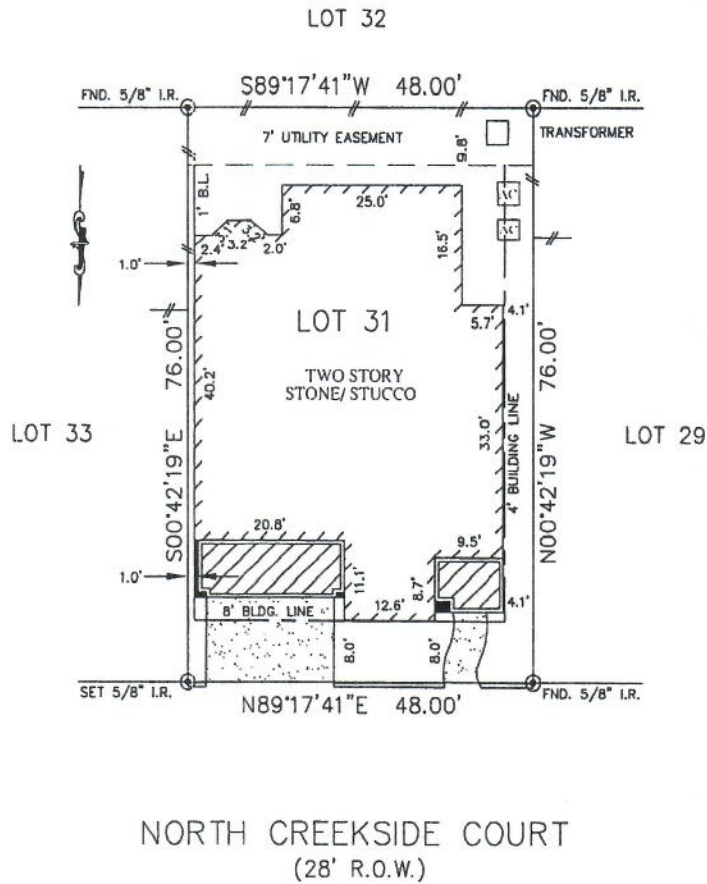 LOT 32
S89°17'41"W 48.00'
FND. 5/8" I.R.
FND. 5/8" I.R.
7' UTILITY EASEMENT
9.8'
TRANSFORMER
1' B.L.
AC
AC
6.8'
25.0'
16.5'
3.1'
3.2'
3.2'
2.4'
2.0'
1.0'
5.7'
4.1'
LOT 31
TWO STORY
STONE/ STUCCO
40.2'
33.0'
4' BUILDING LINE
S00°42'19"E 76.00'
N00°42'19"W 76.00'
LOT 33
LOT 29
20.8'
9.5'
1.0'
11.1'
8.7'
12.6'
4.1'
8' BLDG. LINE
8.0'
8.0'
SET 5/8" I.R.
N89°17'41"E 48.00'
FND. 5/8" I.R.
NORTH CREEKSIDE COURT
(28' R.O.W.)